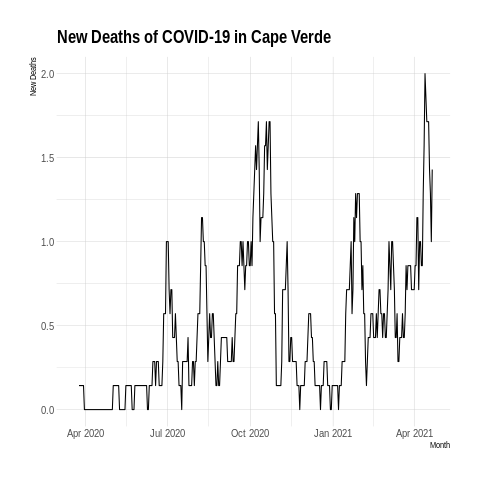 New Deaths of COVID-19 in Cape Verde
New Deaths
2.0
1.5
1.0
0.5
0.0
Apr 2020 Jul 2020 Oct 2020 Jan 2021 Apr 2021
Month